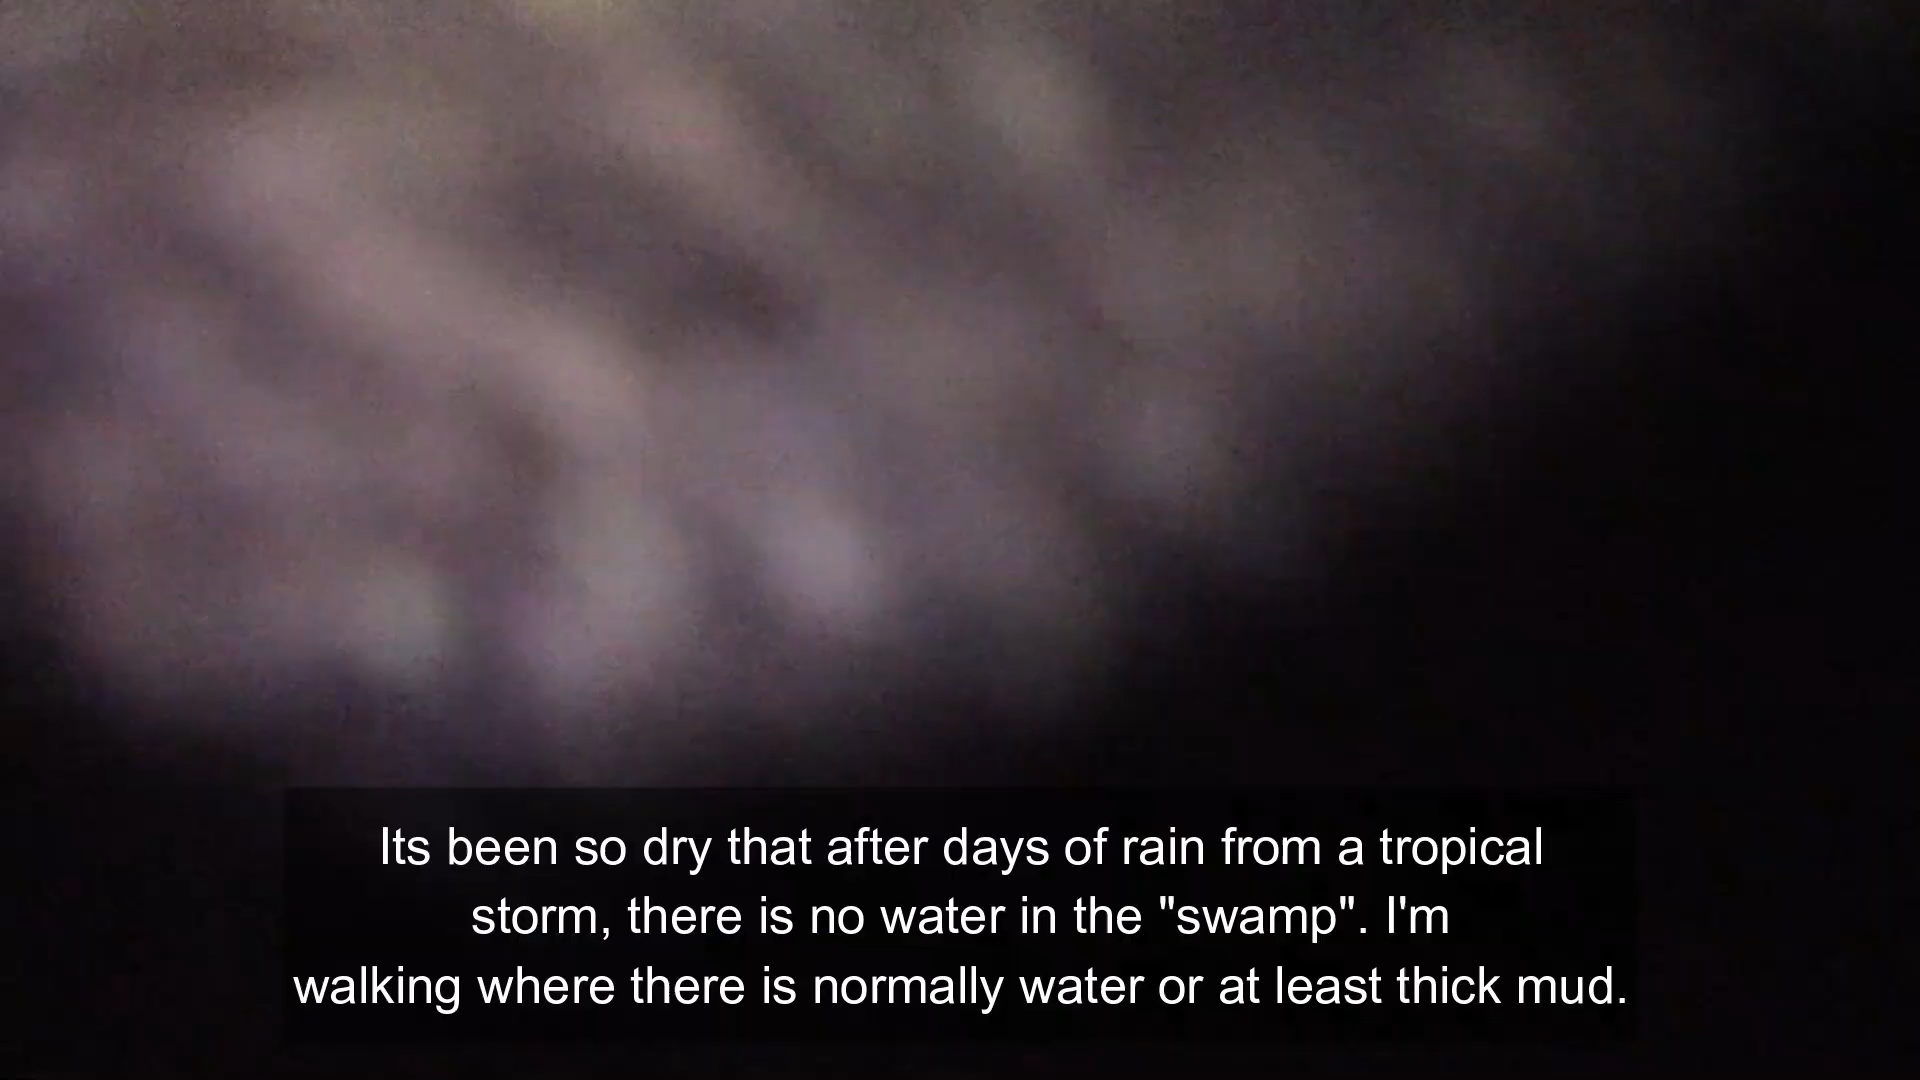 Its been so dry that after days of rain from a tropical
storm, there is no water in the "swamp". I'm
walking where there is normally water or at least thick mud.